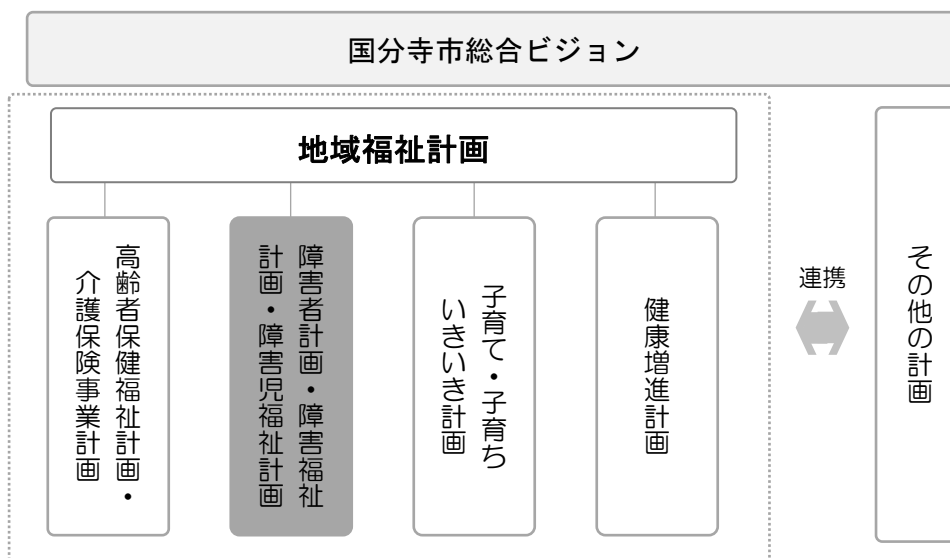 国分寺市総合ビジョン
地域福祉計画
高齢者保健福祉計画・
介護保険事業計画
障害者計画・障害福祉
計画・障害児福祉計画
子育て・子育ち
いきいき計画
健康増進計画
連携
その他の計画